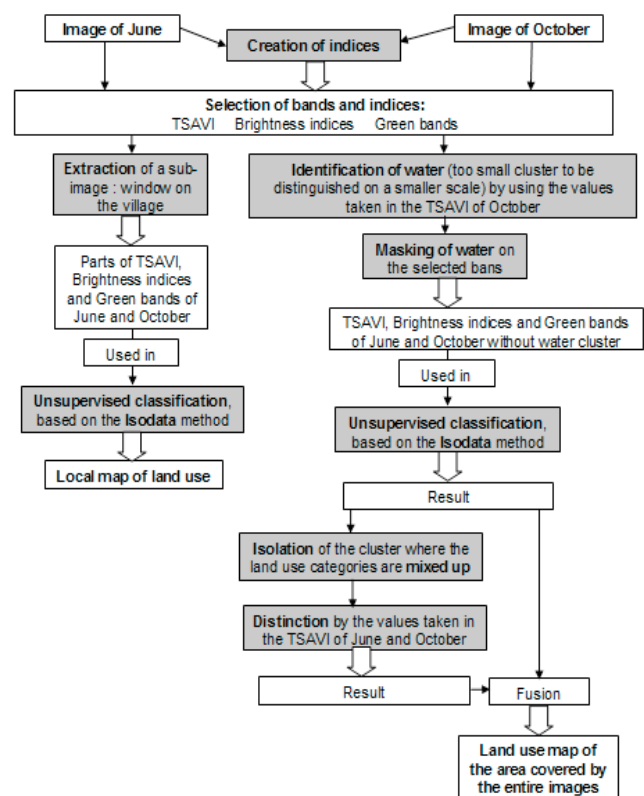 Image of June
Image of October
Creation of indices
Selection of bands and indices:
TSAVI Brightness indices Green bands
Extraction of a sub-
image : window on
the village
Identification of water (too small cluster to be
distinguished on a smaller scale) by using the values
taken in the TSAVI of October
Masking of water on
the selected bans
Parts of TSAVI,
Brightness indices
and Green bands of
June and October
TSAVI, Brightness indices and Green bands
of June and October without water cluster
Used in
Used in
Unsupervised classification,
based on the Isodata method
Unsupervised classification,
based on the Isodata method
Local map of land use
Result
Isolation of the cluster where the
land use categories are mixed up
Distinction by the values taken in
the TSAVI of June and October
Result
Fusion
Land use map of
the area covered by
the entire images